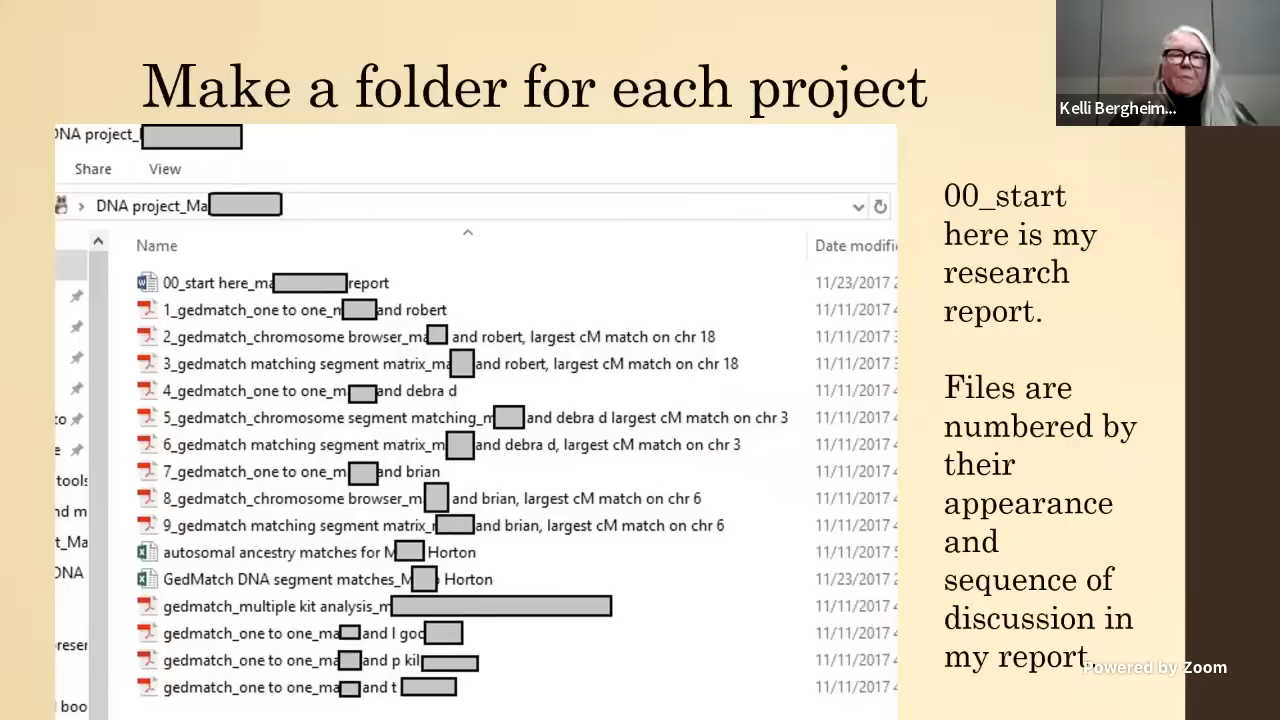 Make a folder for each project
Kelli Bergheim...
DNA project_
Share View
DNA project_Ma
Name Date modifi
00_start here_ma report 11/23/2017
1_gedmatch_one to one_m and robert 11/11/2017
2_gedmatch_chromosome browser_ma and robert, largest cM match on chr 18 11/11/2017
3_gedmatch matching segment matrix_ma and robert, largest cM match on chr 18 11/11/2017
4_gedmatch_one to one_m and debra d 11/11/2017
5_gedmatch_chromosome segment matching_m and debra d largest cM match on chr 3 11/11/2017
6_gedmatch matching segment matrix_m and debra d, largest cM match on chr 3 11/11/2017
7_gedmatch_one to one_m and brian 11/11/2017
8_gedmatch_chromosome browser_m and brian, largest cM match on chr 6 11/11/2017
9_gedmatch matching segment matrix_ and brian, largest cM match on chr 6 11/11/2017
autosomal ancestry matches for M Horton 11/11/2017
GedMatch DNA segment matches_M Horton 11/23/2017
gedmatch_multiple kit analysis_m 11/11/2017
gedmatch_one to one_ma and l goo 11/11/2017
gedmatch_one to one_ma and p kil 11/11/2017
gedmatch_one to one_ma and t 11/11/2017
tools
DNA
00_start
here is my
research
report.
Files are
numbered by
their
appearance
and
sequence of
discussion in
my report.
Powered by Zoom